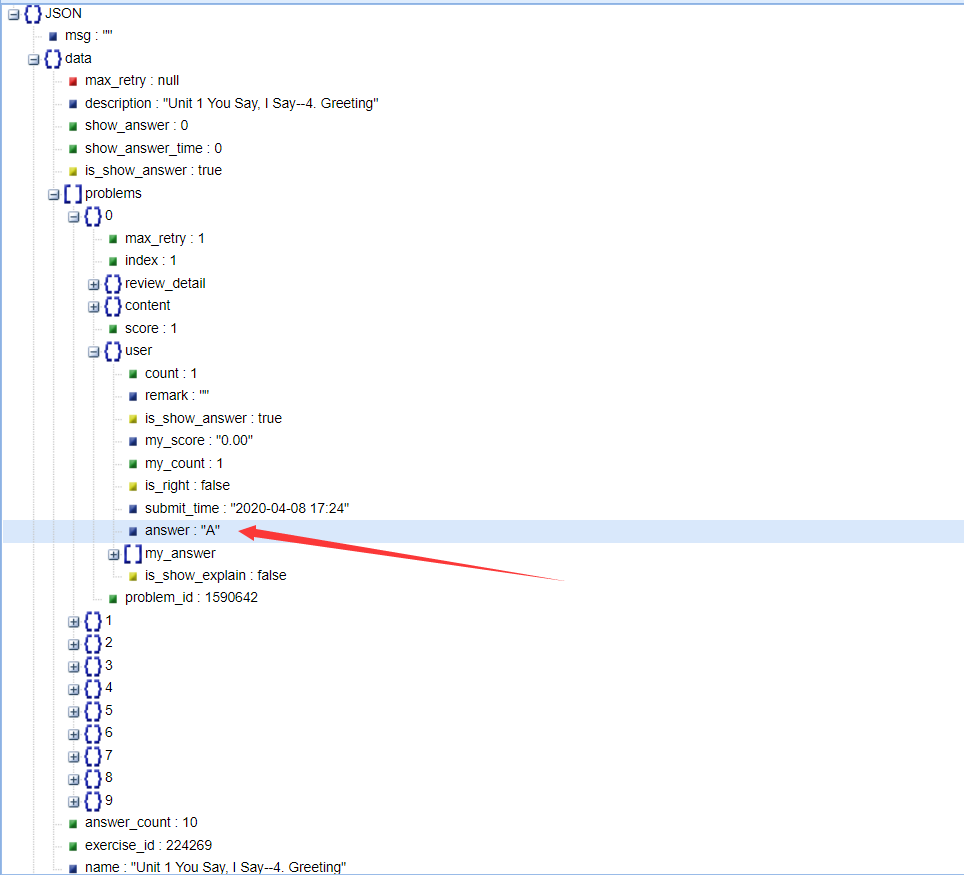 JSON
msg : ""
data
max_retry : null
description : "Unit 1 You Say, I Say--4. Greeting"
show_answer : 0
show_answer_time : 0
is_show_answer : true
problems
0
max_retry : 1
index : 1
review_detail
content
score : 1
user
count : 1
remark : ""
is_show_answer : true
my_score : "0.00"
my_count : 1
is_right : false
submit_time : "2020-04-08 17:24"
answer : "A"
my_answer
is_show_explain : false
problem_id : 1590642
1
2
3
4
5
6
7
8
9
answer_count : 10
exercise_id : 224269
name : "Unit 1 You Say, I Say--4. Greeting"